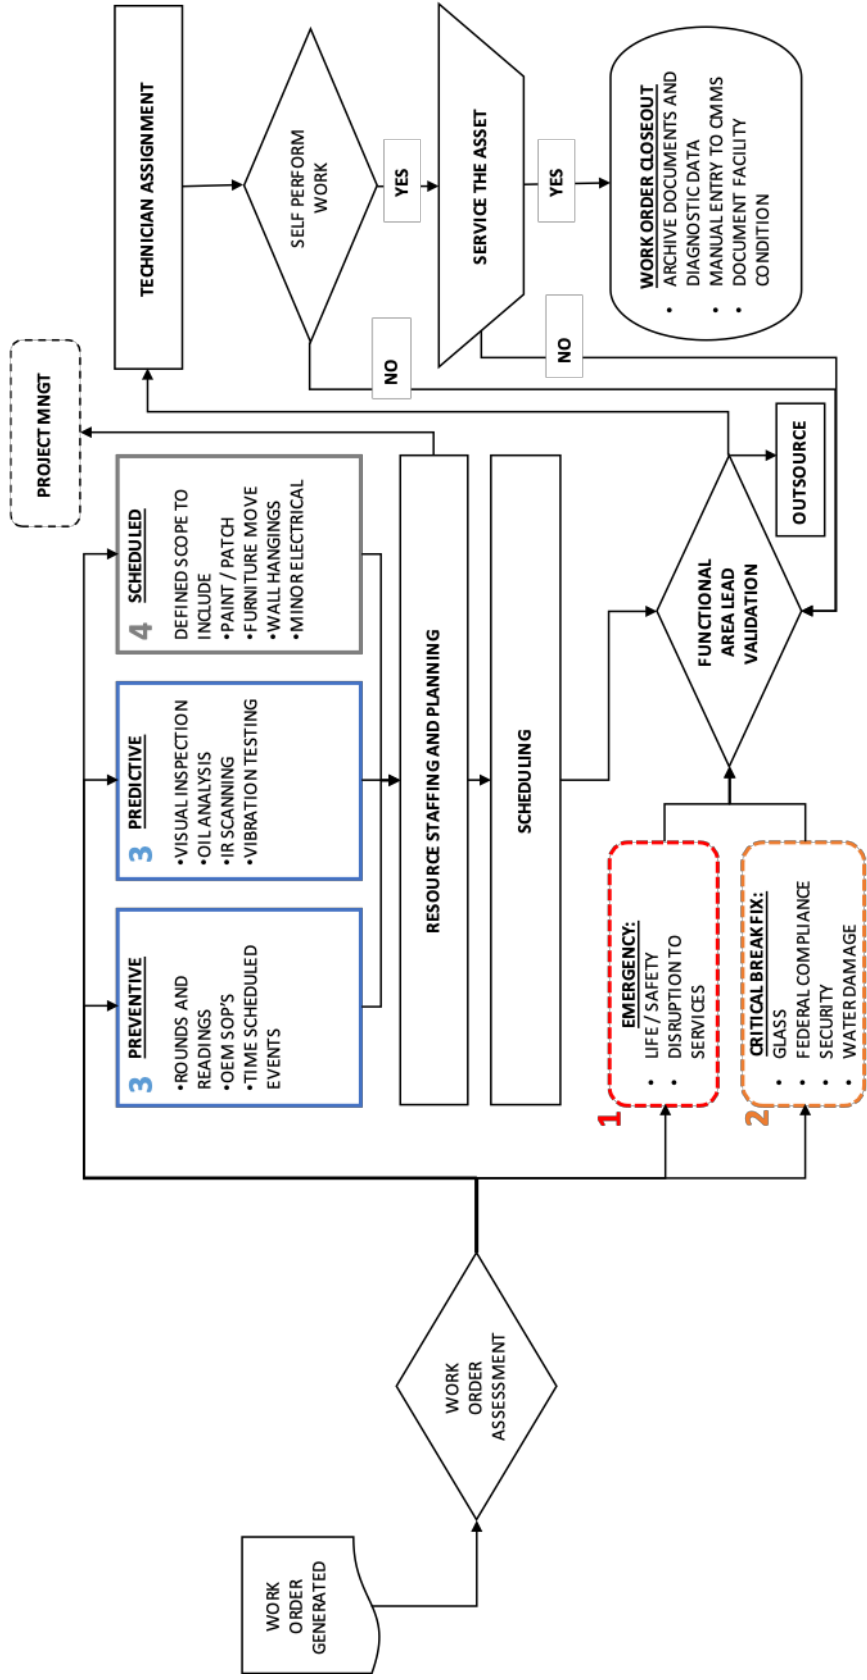 WORK
ORDER
GENERATED
WORK
ORDER
ASSESSMENT
3 PREVENTIVE
•ROUNDS AND
READINGS
•OEM SOP'S
•TIME SCHEDULED
EVENTS
3 PREDICTIVE
•VISUAL INSPECTION
•OIL ANALYSIS
•IR SCANNING
•VIBRATION TESTING
4 SCHEDULED
DEFINED SCOPE TO
INCLUDE
•PAINT / PATCH
•FURNITURE MOVE
•WALL HANGINGS
•MINOR ELECTRICAL
PROJECT MNGT
RESOURCE STAFFING AND PLANNING
SCHEDULING
1
EMERGENCY:
• LIFE / SAFETY
• DISRUPTION TO
SERVICES
2
CRITICAL BREAK FIX:
• GLASS
• FEDERAL COMPLIANCE
• SECURITY
• WATER DAMAGE
FUNCTIONAL
AREA LEAD
VALIDATION
OUTSOURCE
TECHNICIAN ASSIGNMENT
SELF PERFORM
WORK
NO
YES
SERVICE THE ASSET
NO
YES
WORK ORDER CLOSEOUT
• ARCHIVE DOCUMENTS AND
DIAGNOSTIC DATA
• MANUAL ENTRY TO CMMS
• DOCUMENT FACILITY
CONDITION